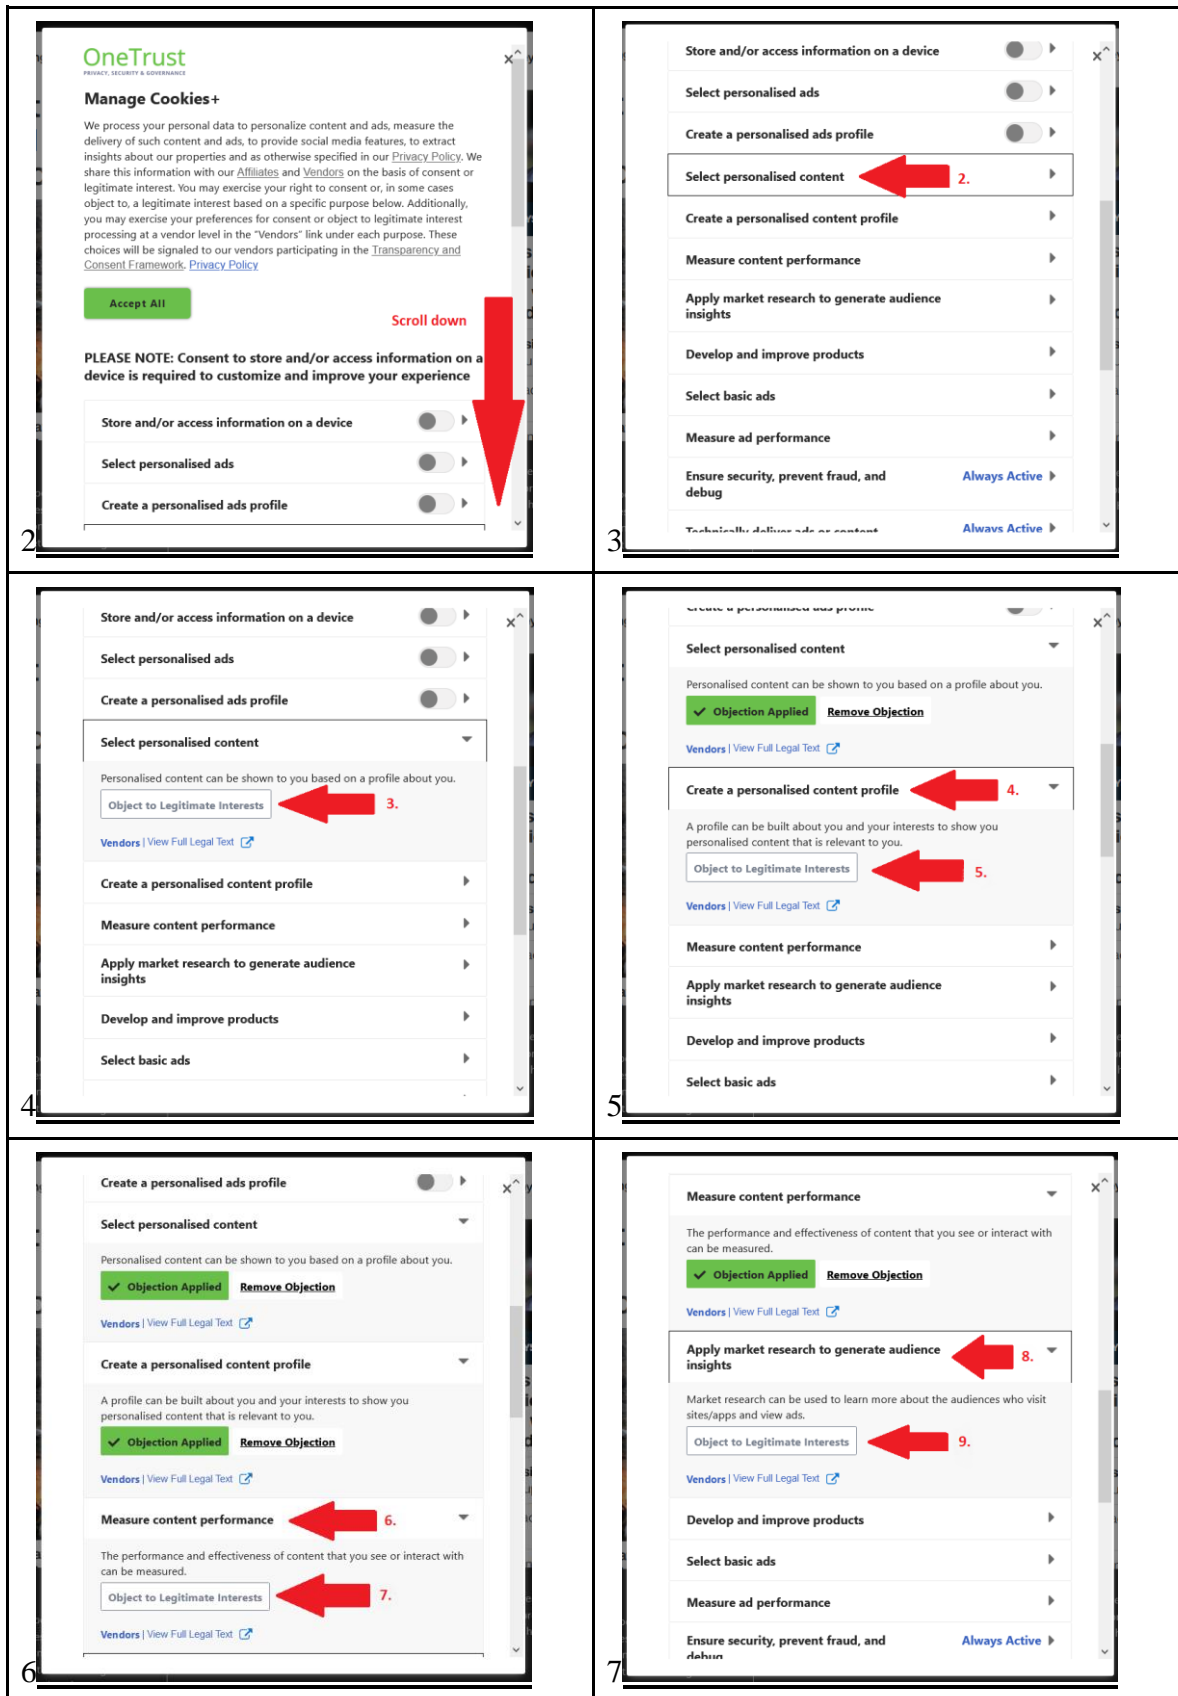 OneTrust
PRIVACY, SECURITY & GOVERNANCE
Manage Cookies+
We process your personal data to personalize content and ads, measure the
delivery of such content and ads, to provide social media features, to extract
insights about our properties and as otherwise specified in our Privacy Policy. We
share this information with our Affiliates and Vendors on the basis of consent or
legitimate interest. You may exercise your right to consent or, in some cases
object to, a legitimate interest based on a specific purpose below. Additionally,
you may exercise your preferences for consent or object to legitimate interest
processing at a vendor level in the "Vendors" link under each purpose. These
choices will be signaled to our vendors participating in the Transparency and
Consent Framework. Privacy Policy
Accept All
Scroll down
PLEASE NOTE: Consent to store and/or access information on a
device is required to customize and improve your experience
Store and/or access information on a device
Select personalised ads
Create a personalised ads profile
2
Store and/or access information on a device
Select personalised ads
Create a personalised ads profile
Select personalised content 2.
Create a personalised content profile
Measure content performance
Apply market research to generate audience
insights
Develop and improve products
Select basic ads
Measure ad performance
Ensure security, prevent fraud, and Always Active
debug
Technically deliver ads or content Always Active
3
Store and/or access information on a device
Select personalised ads
Create a personalised ads profile
Select personalised content
Personalised content can be shown to you based on a profile about you.
Object to Legitimate Interests 3.
Vendors | View Full Legal Text
Create a personalised content profile
Measure content performance
Apply market research to generate audience
insights
Develop and improve products
Select basic ads
4
Create a personalised ads profile
Select personalised content
Personalised content can be shown to you based on a profile about you.
Objection Applied Remove Objection
Vendors | View Full Legal Text
Create a personalised content profile 4.
A profile can be built about you and your interests to show you
personalised content that is relevant to you.
Object to Legitimate Interests 5.
Vendors | View Full Legal Text
Measure content performance
Apply market research to generate audience
insights
Develop and improve products
Select basic ads
5
Create a personalised ads profile
Select personalised content
Personalised content can be shown to you based on a profile about you.
Objection Applied Remove Objection
Vendors | View Full Legal Text
Create a personalised content profile
A profile can be built about you and your interests to show you
personalised content that is relevant to you.
Objection Applied Remove Objection
Vendors | View Full Legal Text
Measure content performance 6.
The performance and effectiveness of content that you see or interact with
can be measured.
Object to Legitimate Interests 7.
Vendors | View Full Legal Text
6
Measure content performance
The performance and effectiveness of content that you see or interact with
can be measured.
Objection Applied Remove Objection
Vendors | View Full Legal Text
Apply market research to generate audience 8.
insights
Market research can be used to learn more about the audiences who visit
sites/apps and view ads.
Object to Legitimate Interests 9.
Vendors | View Full Legal Text
Develop and improve products
Select basic ads
Measure ad performance
Ensure security, prevent fraud, and Always Active
debug
7